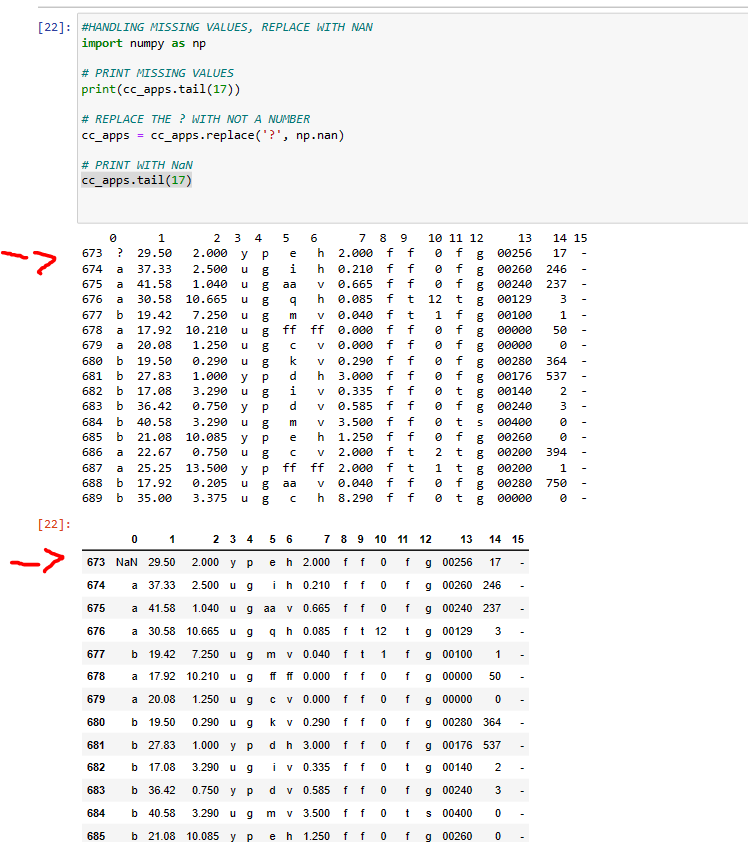 [22]: #HANDLING MISSING VALUES, REPLACE WITH NAN
import numpy as np
# PRINT MISSING VALUES
print(cc_apps.tail(17))
# REPLACE THE ? WITH NOT A NUMBER
cc_apps = cc_apps.replace('?', np.nan)
# PRINT WITH NaN
cc_apps.tail(17)
0 1 2 3 4 5 6 7 8 9 10 11 12 13 14 15
673 ? 29.50 2.000 y p e h 2.000 f f 0 f g 00256 17 -
674 a 37.33 2.500 u g i h 0.210 f f 0 f g 00260 246 -
675 a 41.58 1.040 u g aa v 0.665 f f 0 f g 00240 237 -
676 a 30.58 10.665 u g q h 0.085 f t 12 t g 00129 3 -
677 b 19.42 7.250 u g m v 0.040 f t 1 f g 00100 1 -
678 a 17.92 10.210 u g ff ff 0.000 f f 0 f g 00000 50 -
679 a 20.08 1.250 u g c v 0.000 f f 0 f g 00000 0 -
680 b 19.50 0.290 u g k v 0.290 f f 0 f g 00280 364 -
681 b 27.83 1.000 y p d h 3.000 f f 0 f g 00176 537 -
682 b 17.08 3.290 u g i v 0.335 f f 0 t g 00140 2 -
683 b 36.42 0.750 y p d v 0.585 f f 0 f g 00240 3 -
684 b 40.58 3.290 u g m v 3.500 f f 0 t s 00400 0 -
685 b 21.08 10.085 y p e h 1.250 f f 0 f g 00260 0 -
686 a 22.67 0.750 u g c v 2.000 f t 2 t g 00200 394 -
687 a 25.25 13.500 y p ff ff 2.000 f t 1 t g 00200 1 -
688 b 17.92 0.205 u g aa v 0.040 f f 0 f g 00280 750 -
689 b 35.00 3.375 u g c h 8.290 f f 0 t g 00000 0 -
[22]:
0 1 2 3 4 5 6 7 8 9 10 11 12 13 14 15
673 NaN 29.50 2.000 y p e h 2.000 f f 0 f g 00256 17 -
674 a 37.33 2.500 u g i h 0.210 f f 0 f g 00260 246 -
675 a 41.58 1.040 u g aa v 0.665 f f 0 f g 00240 237 -
676 a 30.58 10.665 u g q h 0.085 f t 12 t g 00129 3 -
677 b 19.42 7.250 u g m v 0.040 f t 1 f g 00100 1 -
678 a 17.92 10.210 u g ff ff 0.000 f f 0 f g 00000 50 -
679 a 20.08 1.250 u g c v 0.000 f f 0 f g 00000 0 -
680 b 19.50 0.290 u g k v 0.290 f f 0 f g 00280 364 -
681 b 27.83 1.000 y p d h 3.000 f f 0 f g 00176 537 -
682 b 17.08 3.290 u g i v 0.335 f f 0 t g 00140 2 -
683 b 36.42 0.750 y p d v 0.585 f f 0 f g 00240 3 -
684 b 40.58 3.290 u g m v 3.500 f f 0 t s 00400 0 -
685 b 21.08 10.085 y p e h 1.250 f f 0 f g 00260 0 -